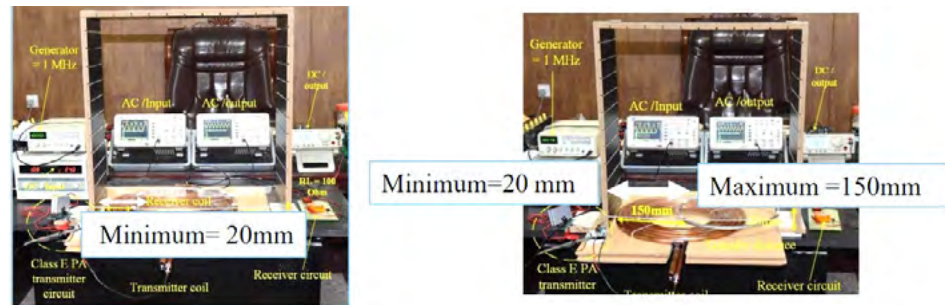 Generator
= 1 MHz
DC /
output
AC /Input
AC /output
RL = 100
Ohm
Receiver coil
Minimum= 20mm
Class E PA
transmitter
circuit
Transmitter coil
Receiver circuit
Generator
= 1 MHz
DC /
output
AC /Input
AC /output
Minimum=20 mm
Maximum =150mm
150mm
distance
Class E PA
transmitter
circuit
Transmitter coil
Receiver circuit